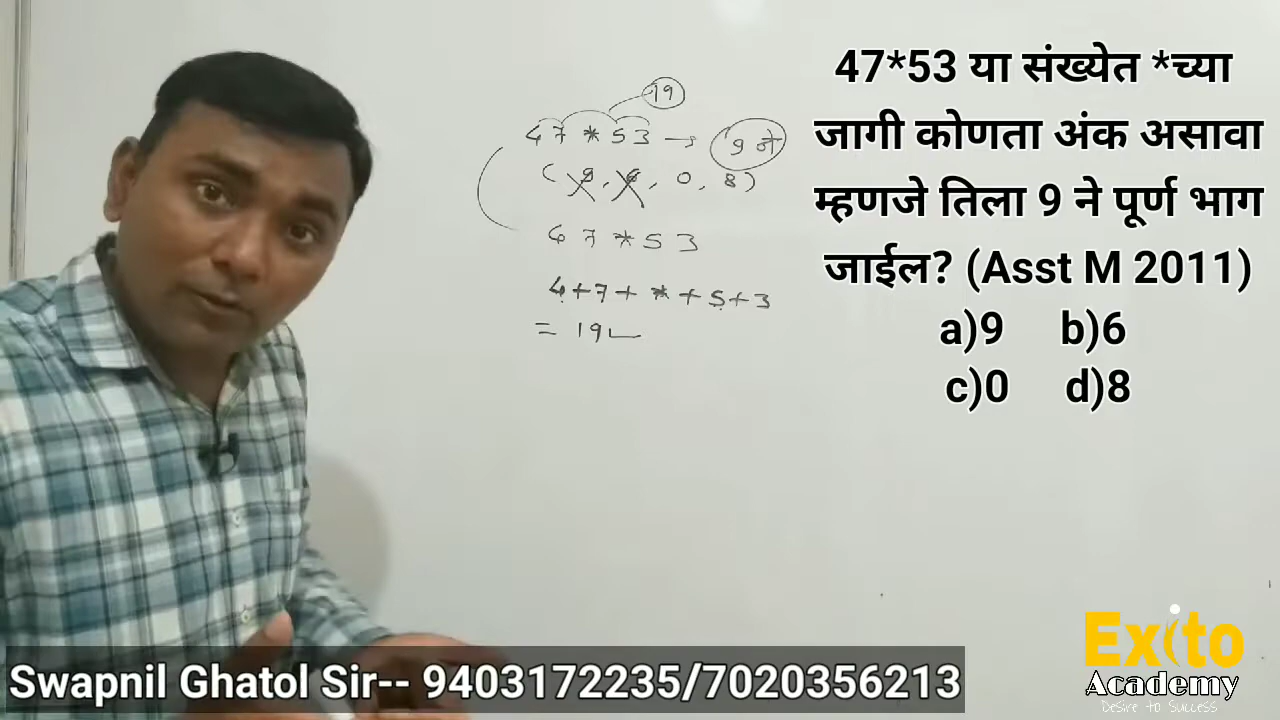 47*53 या संख्येत *च्या
जागी कोणता अंक असावा
म्हणजे तिला 9 ने पूर्ण भाग
जाईल? (Asst M 2011)
a)9 b)6
c)0 d)8
19
47*53 → 9 ने
( 9, 6, 0, 8)
47*53
4+7+*+5+3
= 19
Swapnil Ghatol Sir-- 9403172235/7020356213
Exito
Academy
Desire to Success